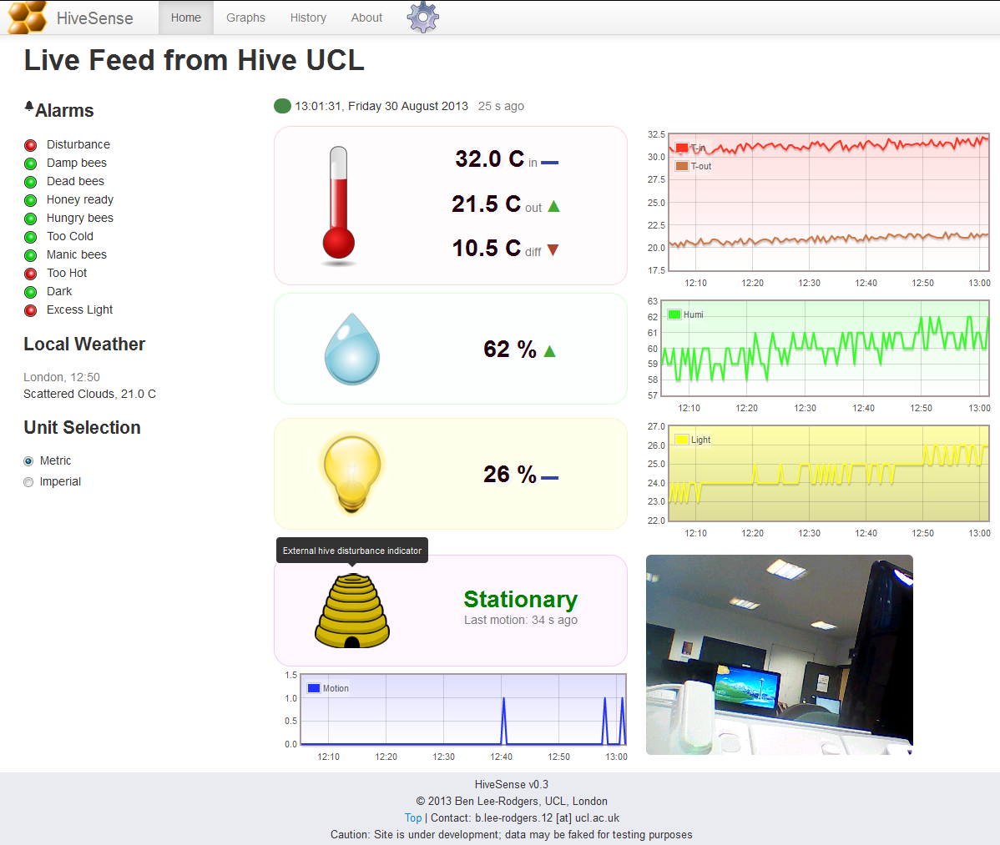 HiveSense Home Graphs History About
Live Feed from Hive UCL
Alarms
Disturbance
Damp bees
Dead bees
Honey ready
Hungry bees
Too Cold
Manic bees
Too Hot
Dark
Excess Light
Local Weather
London, 12:50
Scattered Clouds, 21.0 C
Unit Selection
Metric
Imperial
13:01:31, Friday 30 August 2013 25 s ago
32.0 C in
21.5 C out
10.5 C diff
32.5
30.0
27.5
25.0
22.5
20.0
17.5
T-in
T-out
12:10 12:20 12:30 12:40 12:50 13:00
62 %
63
62
61
60
59
58
57
Humi
12:10 12:20 12:30 12:40 12:50 13:00
26 %
27.0
26.0
25.0
24.0
23.0
22.0
Light
12:10 12:20 12:30 12:40 12:50 13:00
External hive disturbance indicator
Stationary
Last motion: 34 s ago
1.5
1.0
0.5
0.0
Motion
12:10 12:20 12:30 12:40 12:50 13:00
HiveSense v0.3
© 2013 Ben Lee-Rodgers, UCL, London
Top | Contact: b.lee-rodgers.12 [at] ucl.ac.uk
Caution: Site is under development; data may be faked for testing purposes